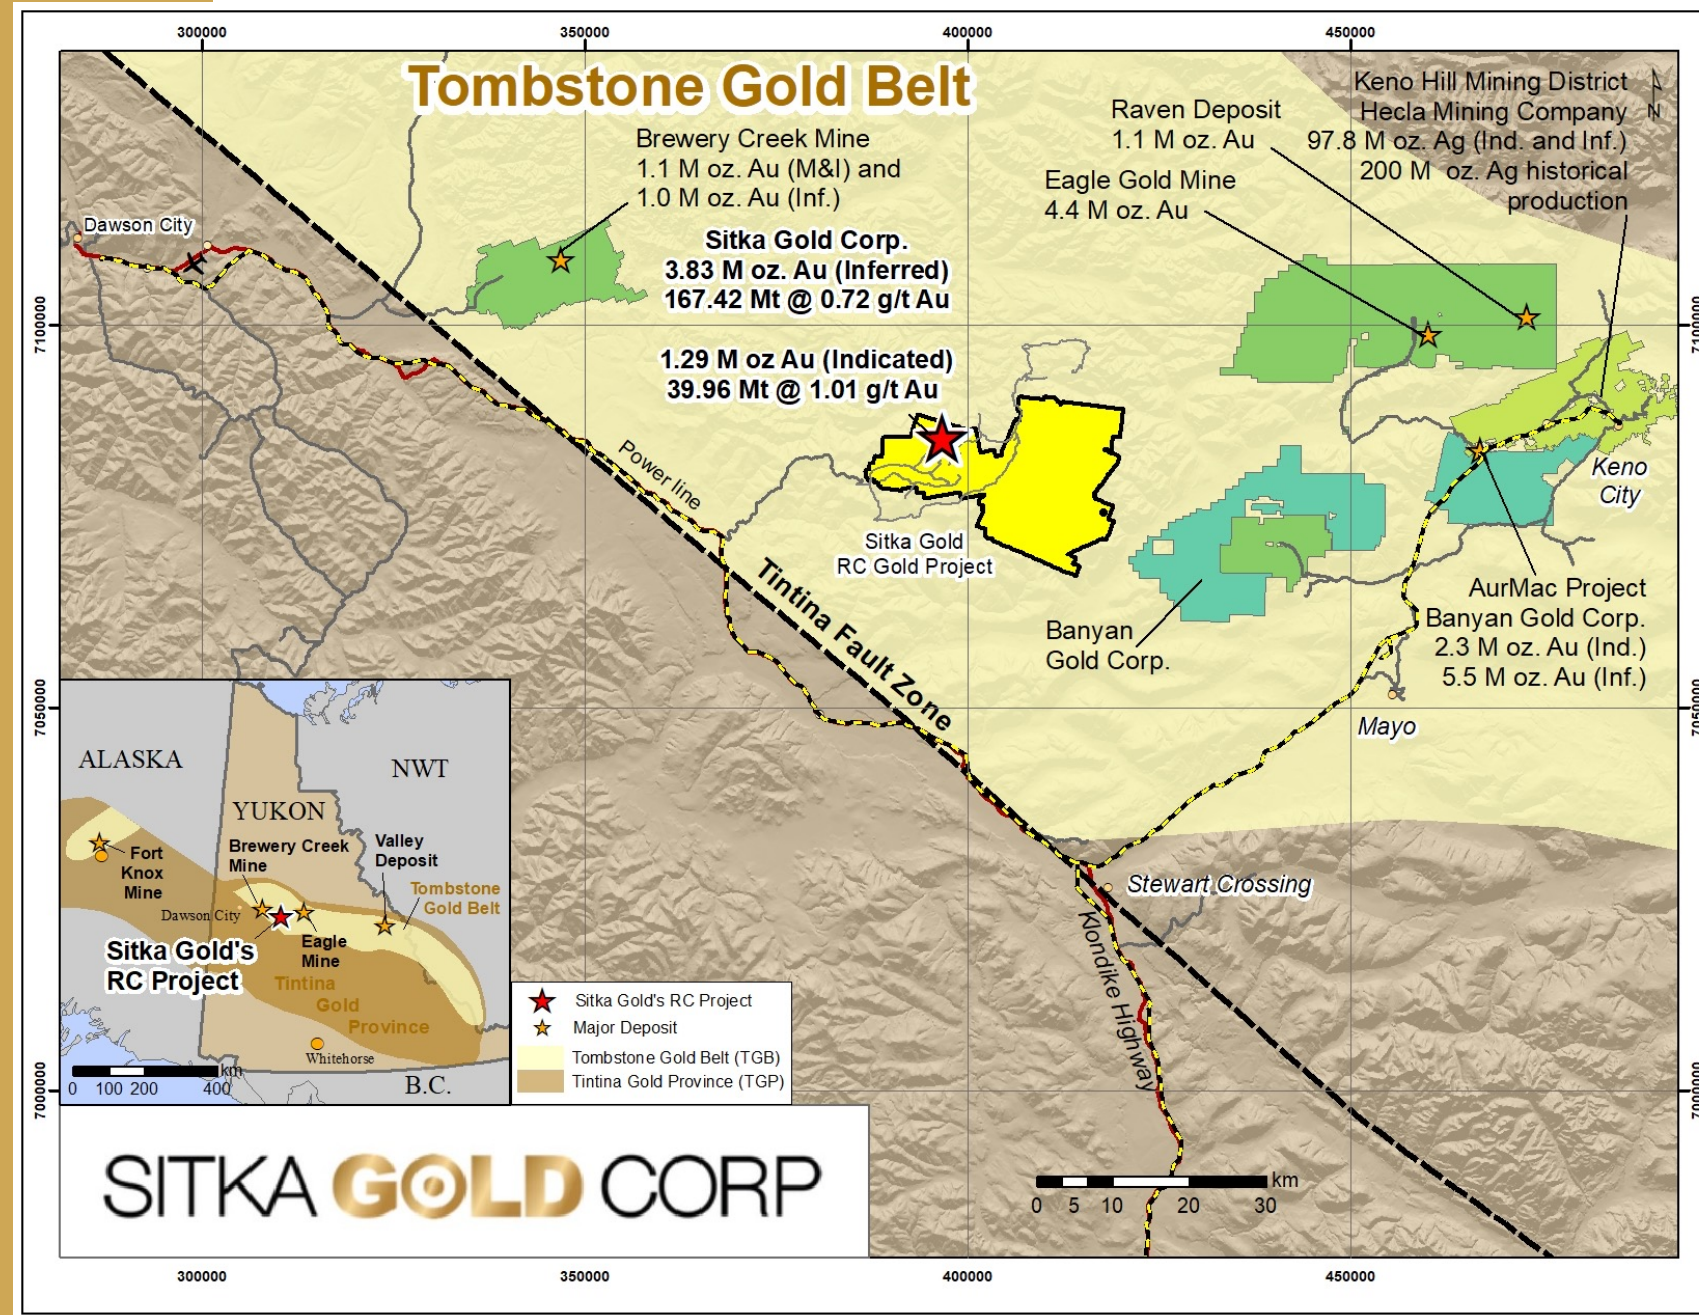 300000
350000
400000
450000
Tombstone Gold Belt
Brewery Creek Mine
1.1 M oz. Au (M&I) and
1.0 M oz. Au (Inf.)
Raven Deposit
1.1 M oz. Au
Eagle Gold Mine
4.4 M oz. Au
Keno Hill Mining District
Hecla Mining Company
97.8 M oz. Ag (Ind. and Inf.)
200 M oz. Ag historical
production
N
Dawson City
Sitka Gold Corp.
3.83 M oz. Au (Inferred)
167.42 Mt @ 0.72 g/t Au
1.29 M oz Au (Indicated)
39.96 Mt @ 1.01 g/t Au
7100000
7100000
Power line
Sitka Gold
RC Gold Project
Keno
City
Tintina Fault Zone
Banyan
Gold Corp.
AurMac Project
Banyan Gold Corp.
2.3 M oz. Au (Ind.)
5.5 M oz. Au (Inf.)
7050000
7050000
Mayo
Stewart Crossing
Klondike Highway
ALASKA
NWT
YUKON
Brewery Creek
Mine
Valley
Deposit
Fort
Knox
Mine
Tombstone
Gold Belt
Dawson City
Sitka Gold's
RC Project
Eagle
Mine
Tintina
Gold
Province
Whitehorse
B.C.
km
0 100 200 400
Sitka Gold's RC Project
Major Deposit
Tombstone Gold Belt (TGB)
Tintina Gold Province (TGP)
7000000
7000000
SITKA GOLD CORP
km
0 5 10 20 30
300000
350000
400000
450000